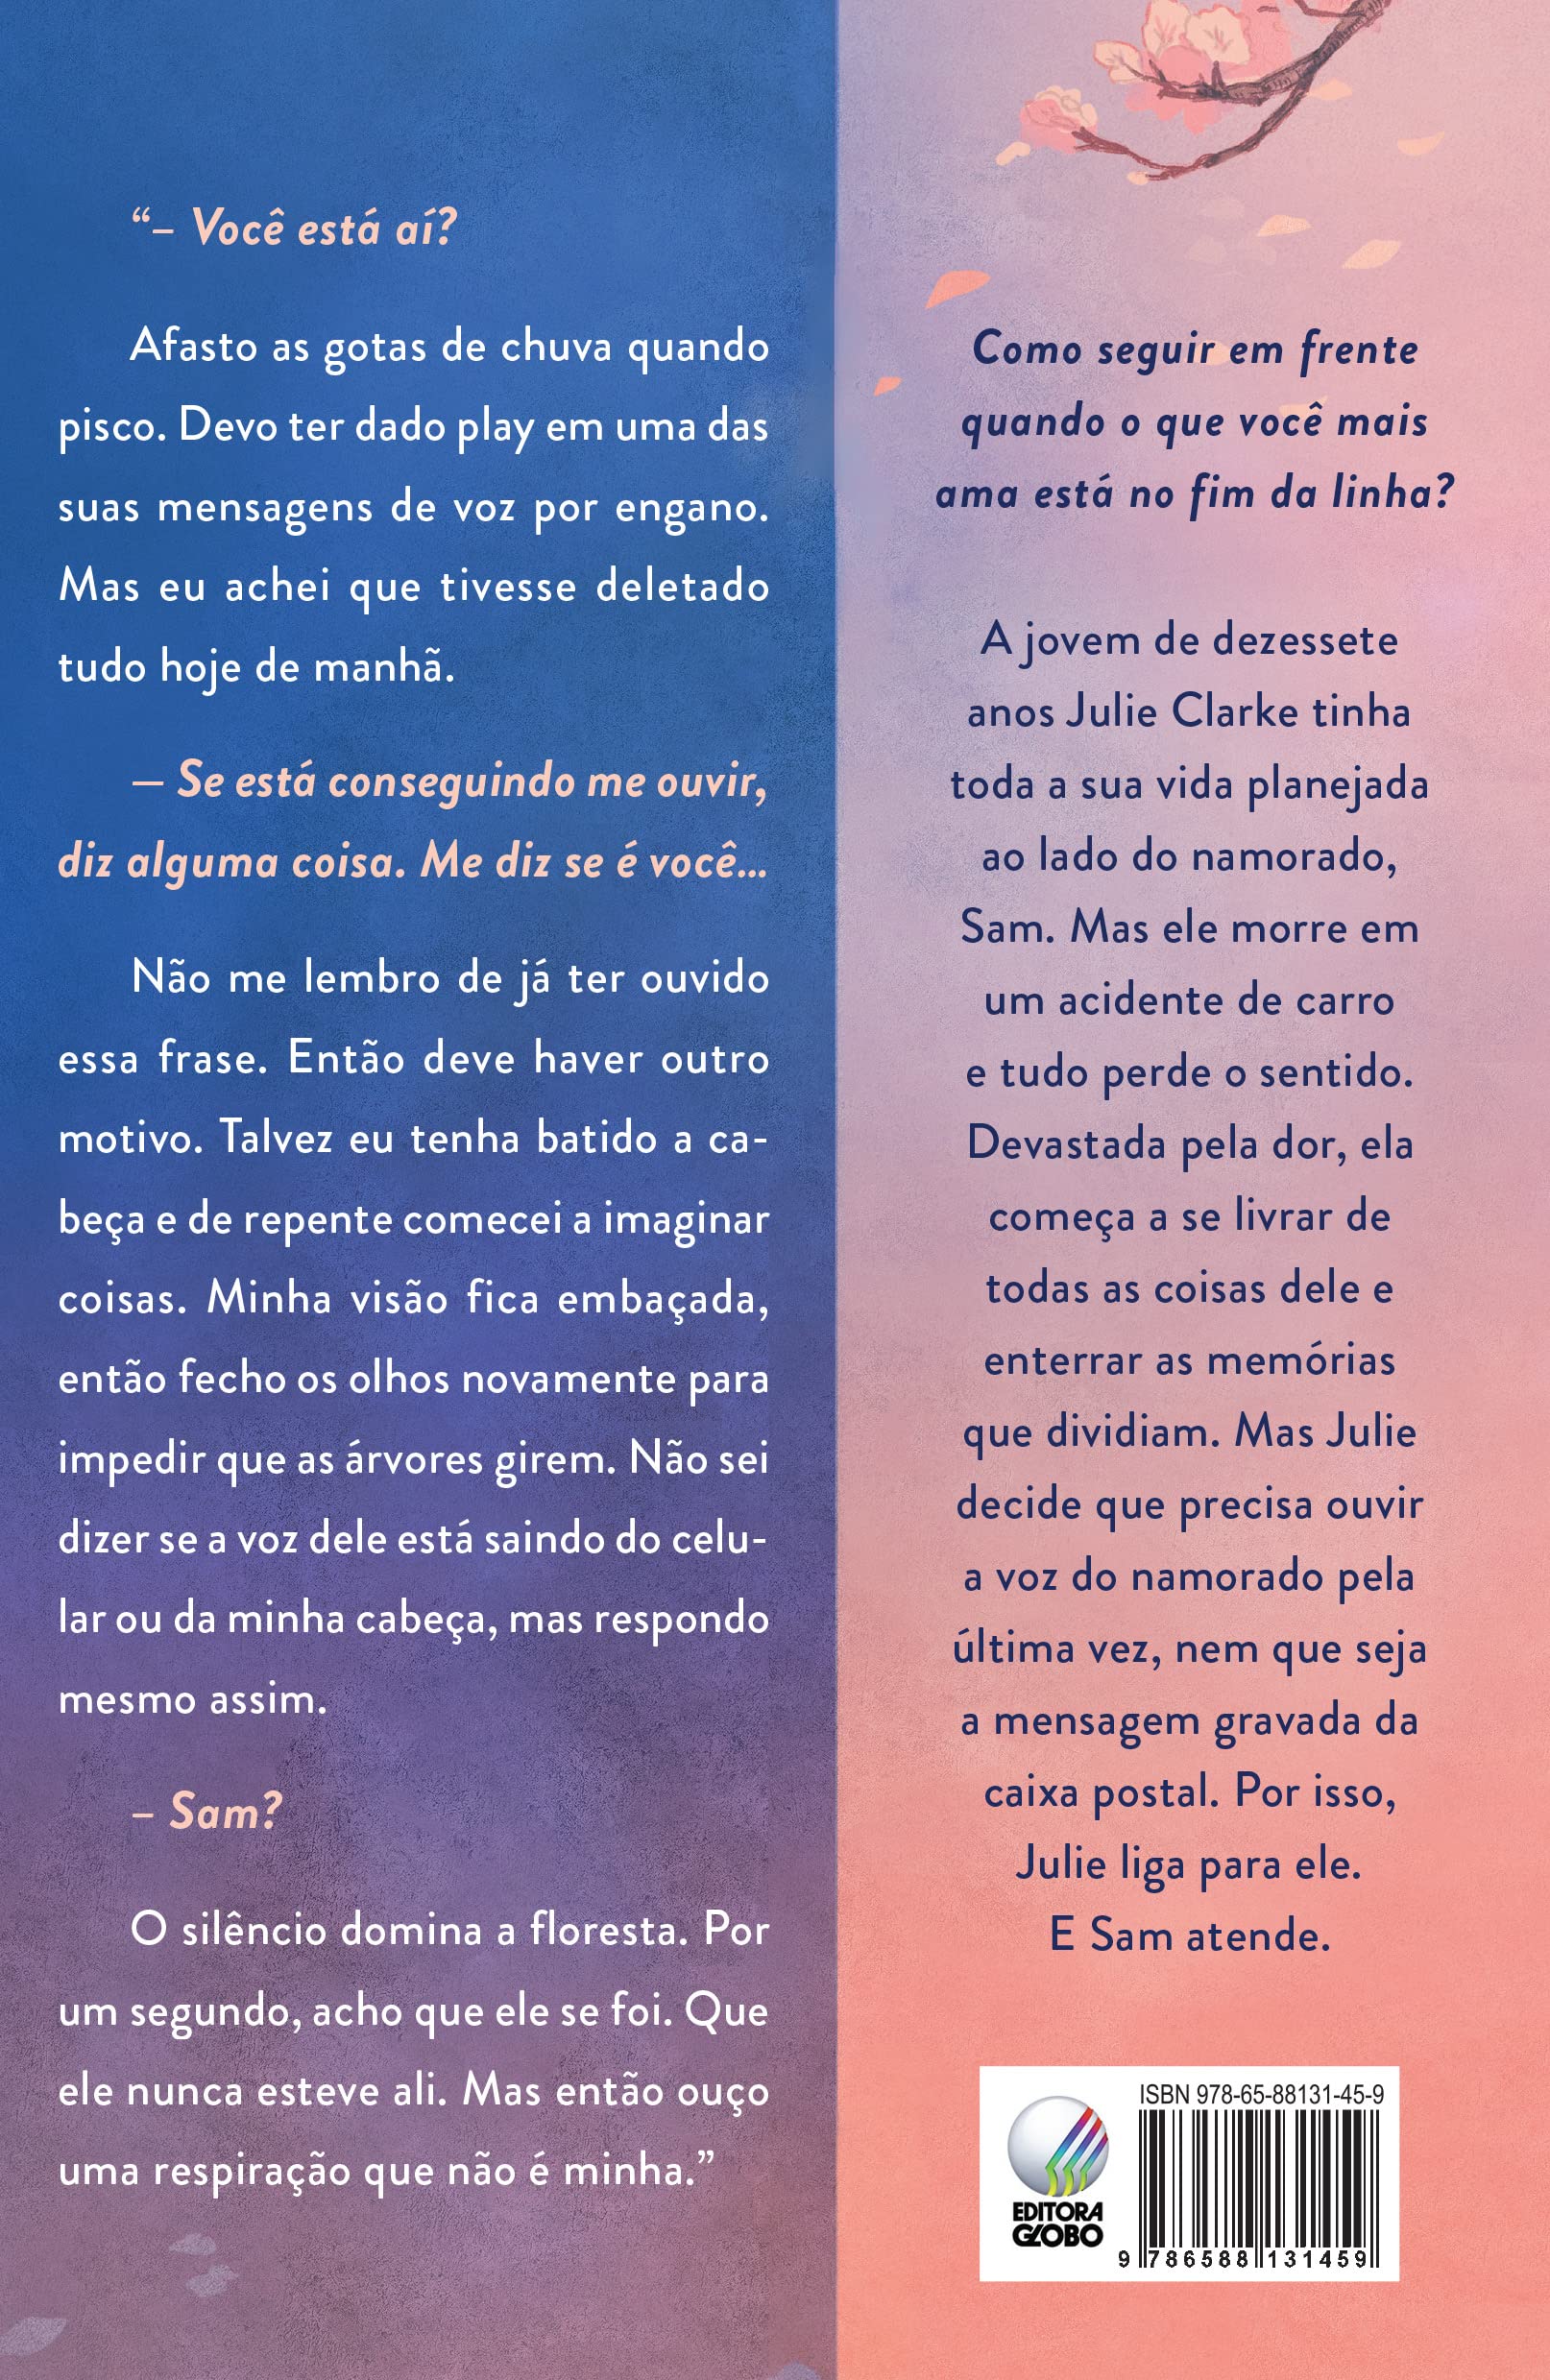 “– Você está aí?
Afasto as gotas de chuva quando
pisco. Devo ter dado play em uma das
suas mensagens de voz por engano.
Mas eu achei que tivesse deletado
tudo hoje de manhã.
— Se está conseguindo me ouvir,
diz alguma coisa. Me diz se é você...
Não me lembro de já ter ouvido
essa frase. Então deve haver outro
motivo. Talvez eu tenha batido a ca-
beça e de repente comecei a imaginar
coisas. Minha visão fica embaçada,
então fecho os olhos novamente para
impedir que as árvores girem. Não sei
dizer se a voz dele está saindo do celu-
lar ou da minha cabeça, mas respondo
mesmo assim.
– Sam?
O silêncio domina a floresta. Por
um segundo, acho que ele se foi. Que
ele nunca esteve ali. Mas então ouço
uma respiração que não é minha.”
Como seguir em frente
quando o que você mais
ama está no fim da linha?
A jovem de dezessete
anos Julie Clarke tinha
toda a sua vida planejada
ao lado do namorado,
Sam. Mas ele morre em
um acidente de carro
e tudo perde o sentido.
Devastada pela dor, ela
começa a se livrar de
todas as coisas dele e
enterrar as memórias
que dividiam. Mas Julie
decide que precisa ouvir
a voz do namorado pela
última vez, nem que seja
a mensagem gravada da
caixa postal. Por isso,
Julie liga para ele.
E Sam atende.
ISBN 978-65-88131-45-9
EDITORA
GLOBO
9 786588 131459